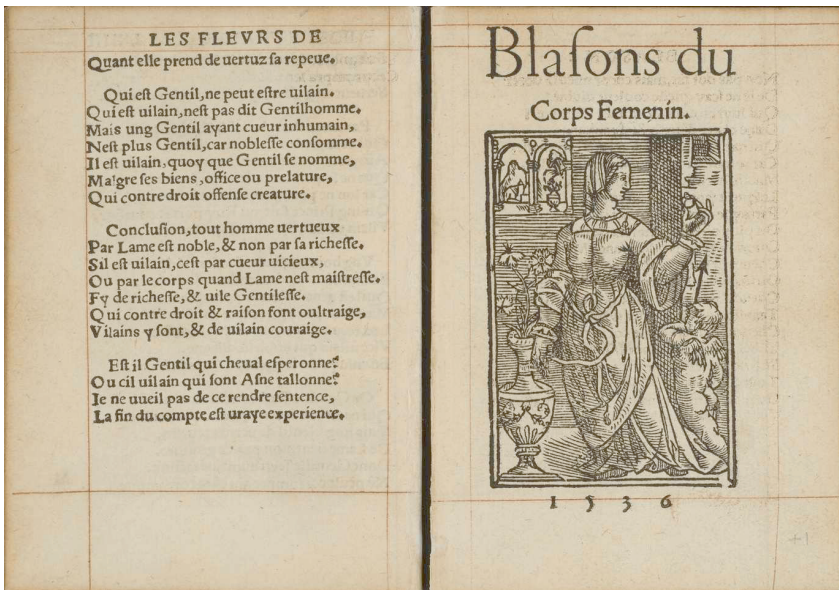 LES FLEVRS DE
Quant elle prend de uertuz sa repeue.
Qui est Gentil, ne peut estre uilain.
Qui est uilain, nest pas dit Gentilhomme.
Mais ung Gentil ayant cueur inhumain,
Nest plus Gentil, car noblesse consomme.
Il est uilain, quoy que Gentil se nomme,
Malgre ses biens, office ou prelature,
Qui contre droit offense creature.
Conclusion, tout homme uertueux
Par Lame est noble, & non par sa richesse.
Sil est uilain, cest par cueur uicieux,
Ou par le corps quand Lame nest maistresse.
Fy de richesse, & uile Gentilesse.
Qui contre droit & raison font oultraige,
Vilains y sont, & de uilain couraige.
Est il Gentil qui cheual esperonne?
Ou cil uilain qui sont Asne tallonne?
Ie ne uueil pas de ce rendre sentence,
La fin du compte est uraye experience.
Blaſons du
Corps Femenin.
1536
+1